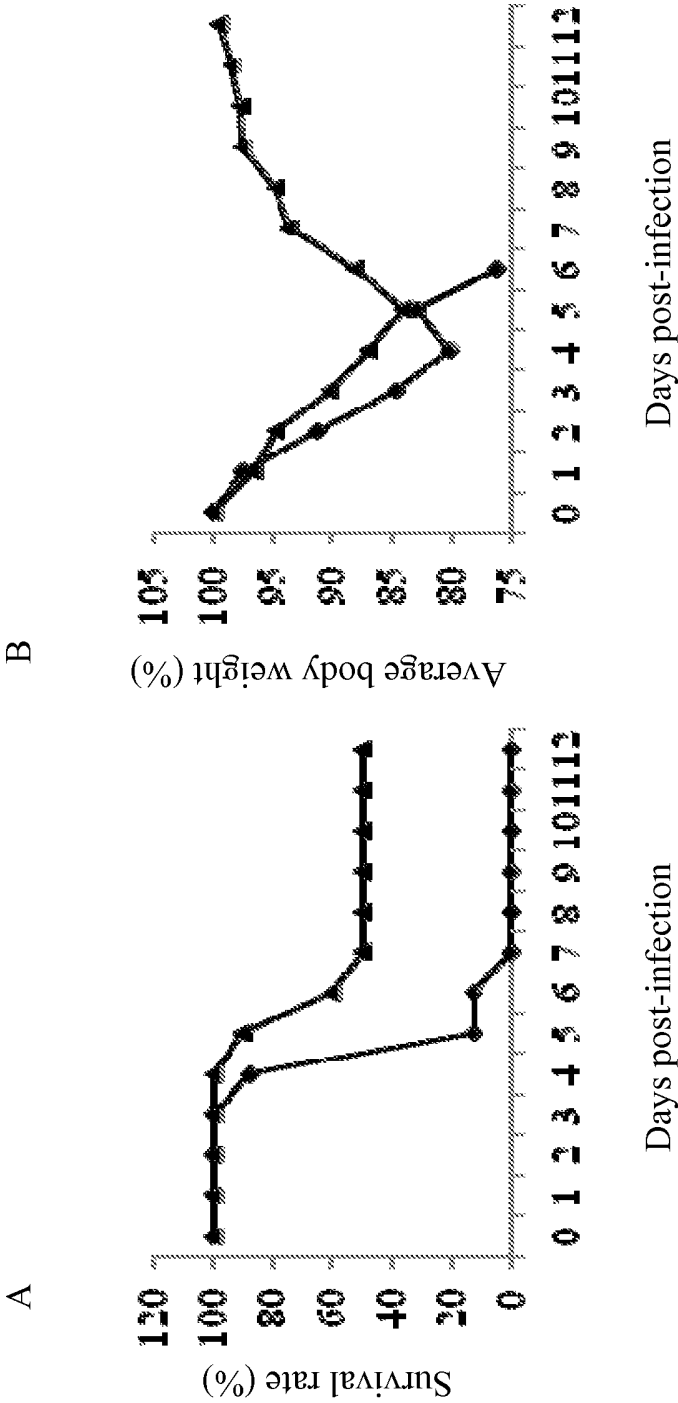 A
Survival rate (%)
120
100
80
60
40
20
0
0 1 2 3 4 5 6 7 8 9 10 11 12
Days post-infection
B
Average body weight (%)
105
100
95
90
85
80
75
0 1 2 3 4 5 6 7 8 9 10 11 12
Days post-infection